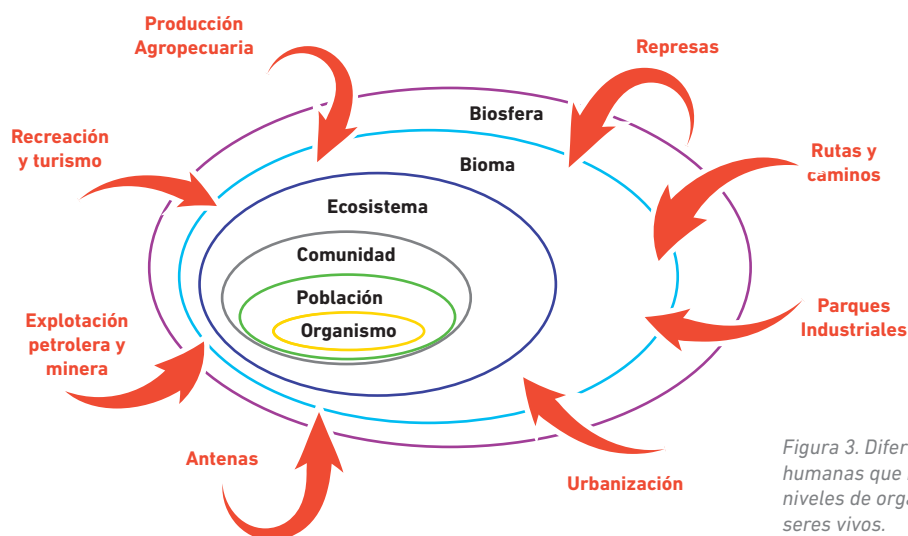 Producción
Agropecuaria
Represas
Biosfera
Recreación
y turismo
Rutas y
caminos
Bioma
Ecosistema
Comunidad
Población
Organismo
Explotación
petrolera y
minera
Parques
Industriales
Antenas
Urbanización
Figura 3. Difer
humanas que
niveles de orga
seres vivos.